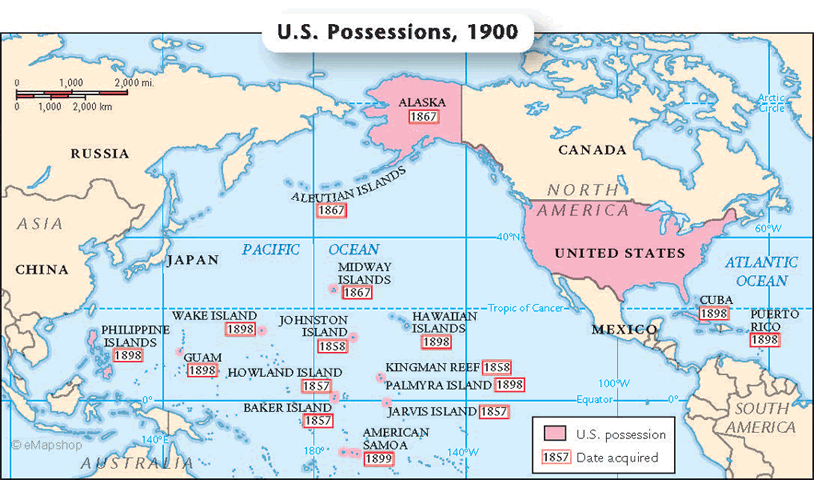 U.S. Possessions, 1900
0 1,000 2,000 mi.
0 1,000 2,000 km
ALASKA
1867
Arctic
Circle
RUSSIA
CANADA
NORTH
AMERICA
ALEUTIAN ISLANDS
1867
ASIA
60°W
40°N
PACIFIC OCEAN
UNITED STATES
JAPAN
CHINA
ATLANTIC
OCEAN
MIDWAY
ISLANDS
1867
Tropic of Cancer
CUBA
1898
PUERTO
RICO
1898
MEXICO
WAKE ISLAND
1898
JOHNSTON
ISLAND
1858
HAWAIIAN
ISLANDS
1898
PHILIPPINE
ISLANDS
1898
GUAM
1898
HOWLAND ISLAND
1857
KINGMAN REEF 1858
PALMYRA ISLAND 1898
100°W
0°
Equator
0°
BAKER ISLAND
1857
JARVIS ISLAND 1857
SOUTH
AMERICA
AMERICAN
SAMOA
1899
© eMapshop
140°E
180°
140°W
AUSTRALIA
U.S. possession
1857 Date acquired